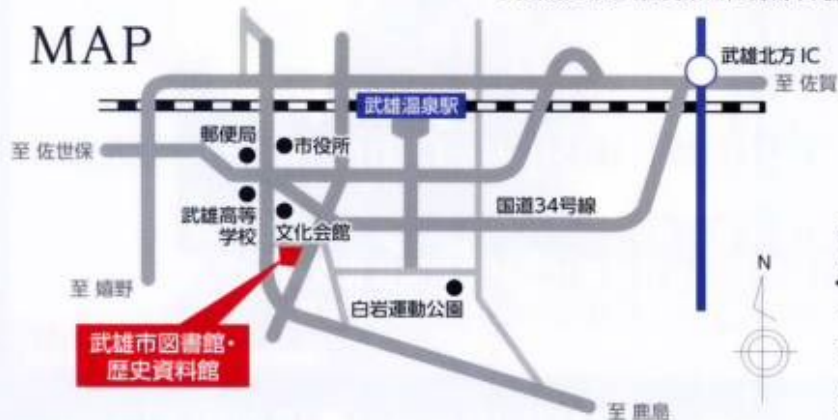 MAP
武雄北方 IC
至 佐賀
武雄温泉駅
郵便局
市役所
至 佐世保
武雄高等
学校
文化会館
国道34号線
至 嬉野
白岩運動公園
N
武雄市図書館・
歴史資料館
至 鹿島